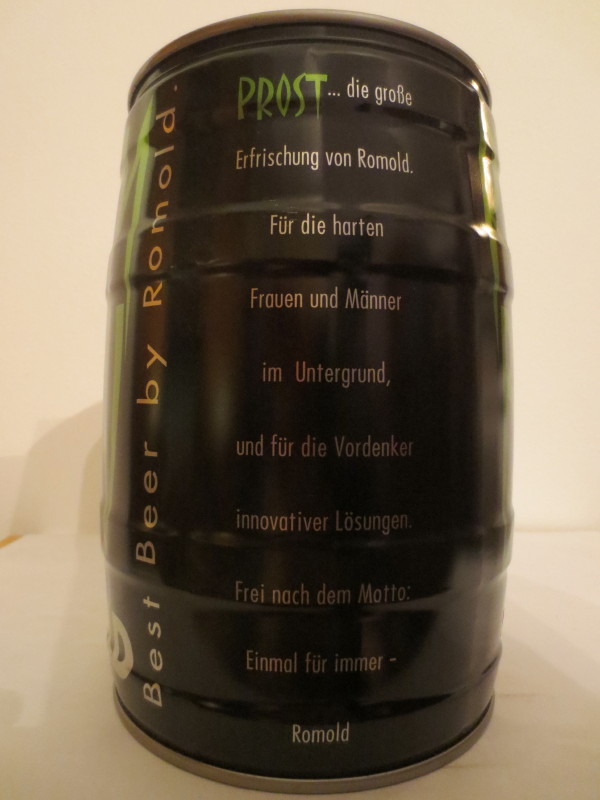 PROST ... die große
Erfrischung von Romold.
Für die harten
Frauen und Männer
im Untergrund,
und für die Vordenker
innovativer Lösungen.
Frei nach dem Motto:
Einmal für immer -
Romold
Best Beer by Romold.